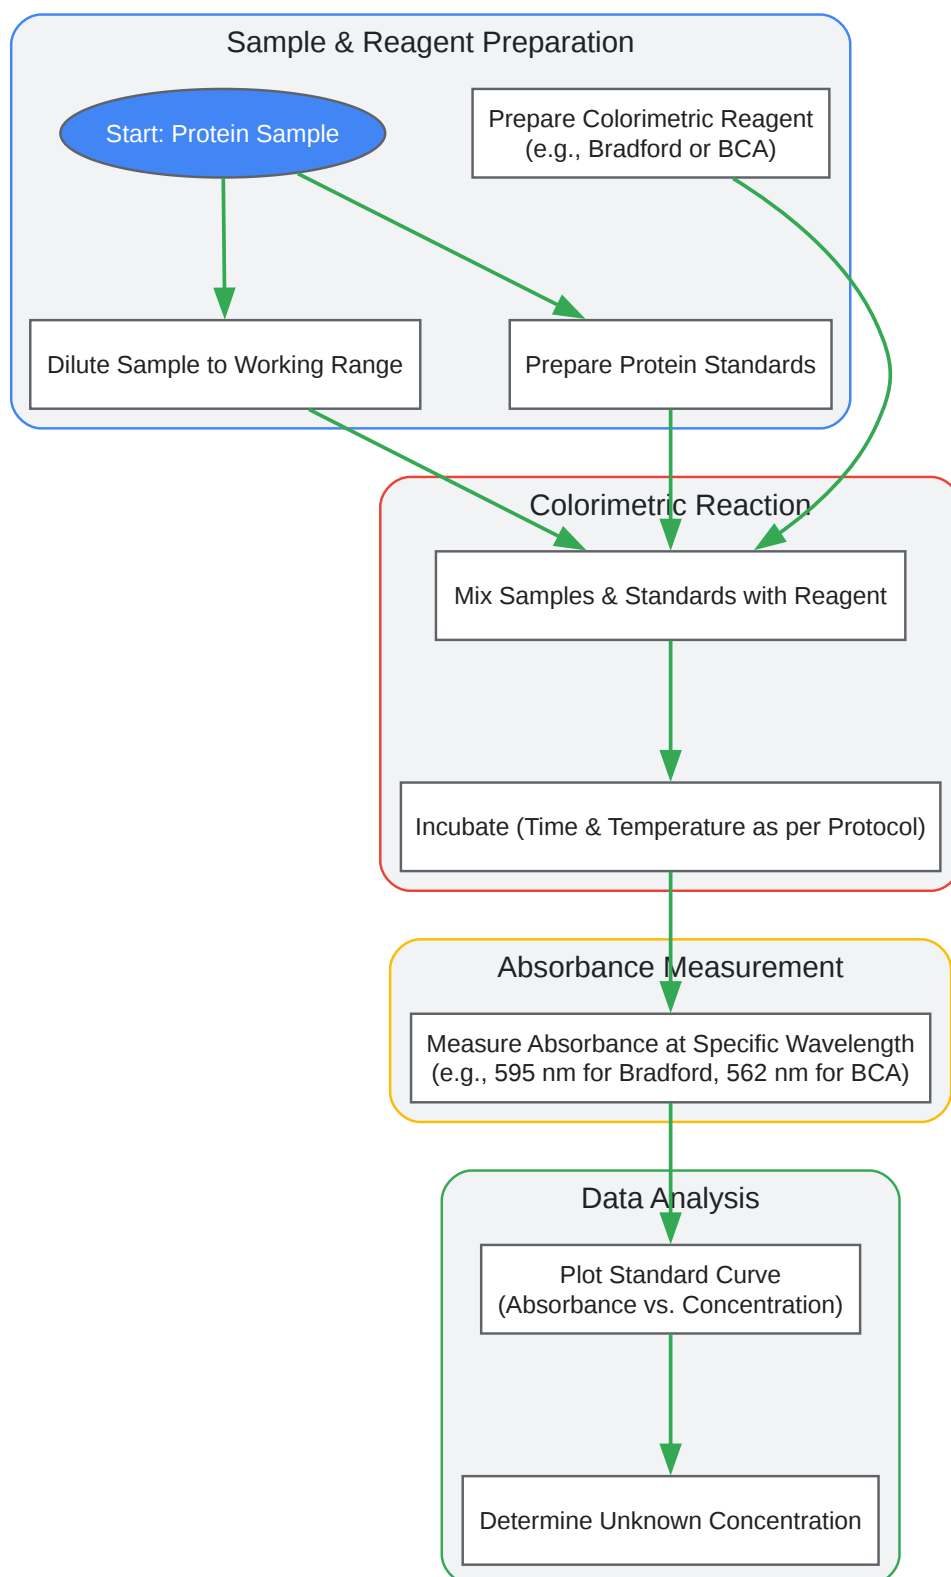 Sample & Reagent Preparation
Start: Protein Sample
Prepare Colorimetric Reagent
(e.g., Bradford or BCA)
Dilute Sample to Working Range
Prepare Protein Standards
Colorimetric Reaction
Mix Samples & Standards with Reagent
Incubate (Time & Temperature as per Protocol)
Absorbance Measurement
Measure Absorbance at Specific Wavelength
(e.g., 595 nm for Bradford, 562 nm for BCA)
Data Analysis
Plot Standard Curve
(Absorbance vs. Concentration)
Determine Unknown Concentration